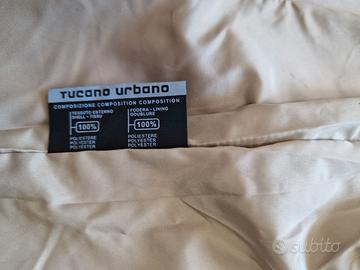 Tucano urbano
COMPOSIZIONE COMPOSITION COMPOSITION
TESSUTO ESTERNO
SHELL - TISSU
100%
POLIESTERE
POLYESTER
POLYESTER
FODERA - LINING
DOUBLURE
100%
POLIESTERE
POLYESTER
POLYESTER
subito